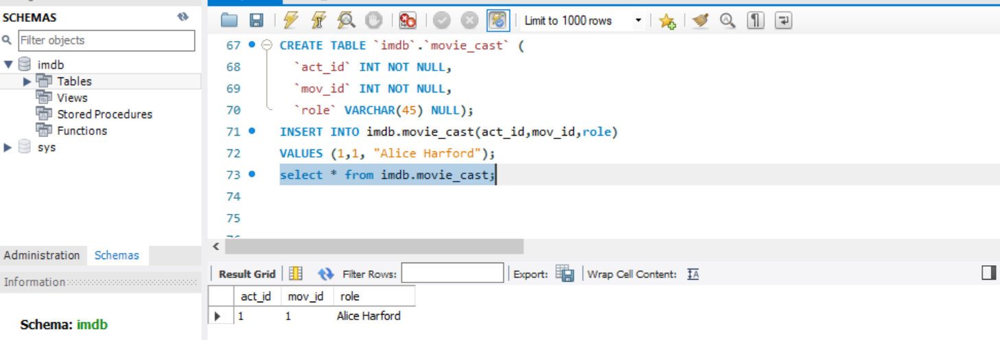 SCHEMAS
Filter objects
imdb
Tables
Views
Stored Procedures
Functions
sys
Administration Schemas
Information
Schema: imdb
Limit to 1000 rows
67 CREATE TABLE `imdb`.`movie_cast` (
68 `act_id` INT NOT NULL,
69 `mov_id` INT NOT NULL,
70 `role` VARCHAR(45) NULL);
71 INSERT INTO imdb.movie_cast(act_id,mov_id,role)
72 VALUES (1,1, "Alice Harford");
73 select * from imdb.movie_cast;
74
75
Result Grid Filter Rows: Export: Wrap Cell Content: IA
act_id mov_id role
1 1 Alice Harford